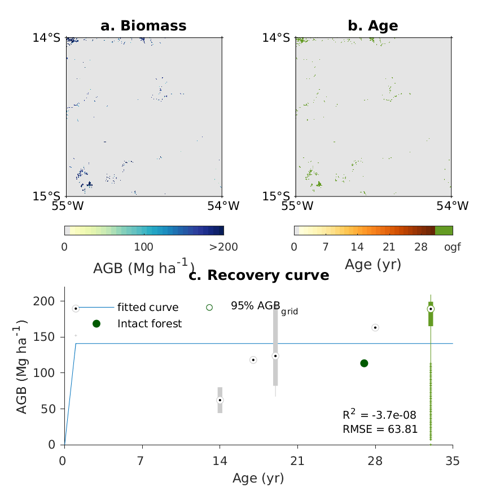 a. Biomass
b. Age
14°S
14°S
15°S
15°S
55°W
54°W
55°W
54°W
0
100
>200
0
7
14
21
28
ogf
AGB (Mg ha⁻¹)
Age (yr)
c. Recovery curve
fitted curve
95% AGB_grid
Intact forest
200
150
100
50
0
AGB (Mg ha⁻¹)
R² = -3.7e-08
RMSE = 63.81
0
7
14
21
28
35
Age (yr)